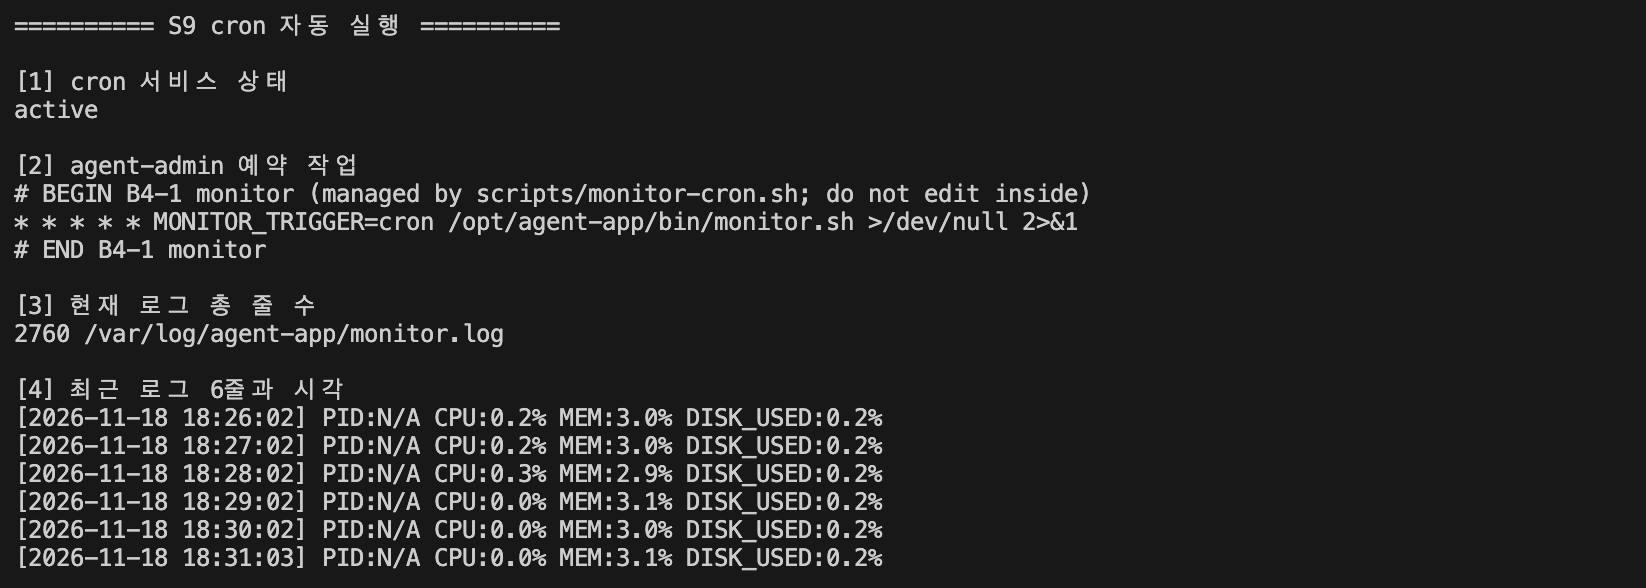 ========== S9 cron 자동 실행 ==========
[1] cron 서비스 상태
active
[2] agent-admin 예약 작업
# BEGIN B4-1 monitor (managed by scripts/monitor-cron.sh; do not edit inside)
* * * * * MONITOR_TRIGGER=cron /opt/agent-app/bin/monitor.sh >/dev/null 2>&1
# END B4-1 monitor
[3] 현재 로그 총 줄 수
2760 /var/log/agent-app/monitor.log
[4] 최근 로그 6줄과 시각
[2026-11-18 18:26:02] PID:N/A CPU:0.2% MEM:3.0% DISK_USED:0.2%
[2026-11-18 18:27:02] PID:N/A CPU:0.2% MEM:3.0% DISK_USED:0.2%
[2026-11-18 18:28:02] PID:N/A CPU:0.3% MEM:2.9% DISK_USED:0.2%
[2026-11-18 18:29:02] PID:N/A CPU:0.0% MEM:3.1% DISK_USED:0.2%
[2026-11-18 18:30:02] PID:N/A CPU:0.0% MEM:3.0% DISK_USED:0.2%
[2026-11-18 18:31:03] PID:N/A CPU:0.0% MEM:3.1% DISK_USED:0.2%